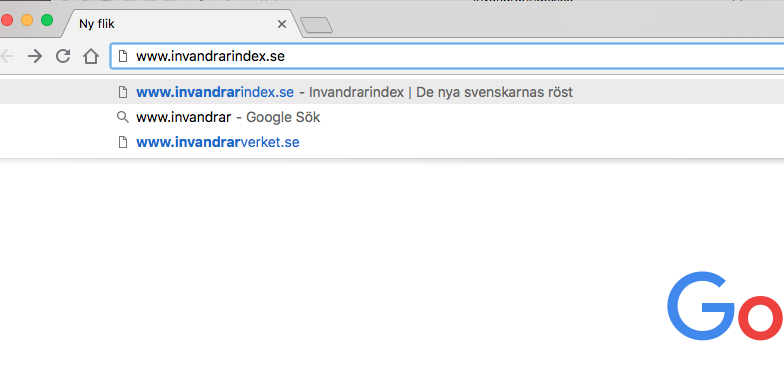 Ny flik
www.invandrarindex.se
www.invandrarindex.se - Invandrarindex | De nya svenskarnas röst
www.invandrar - Google Sök
www.invandrarverket.se
Go